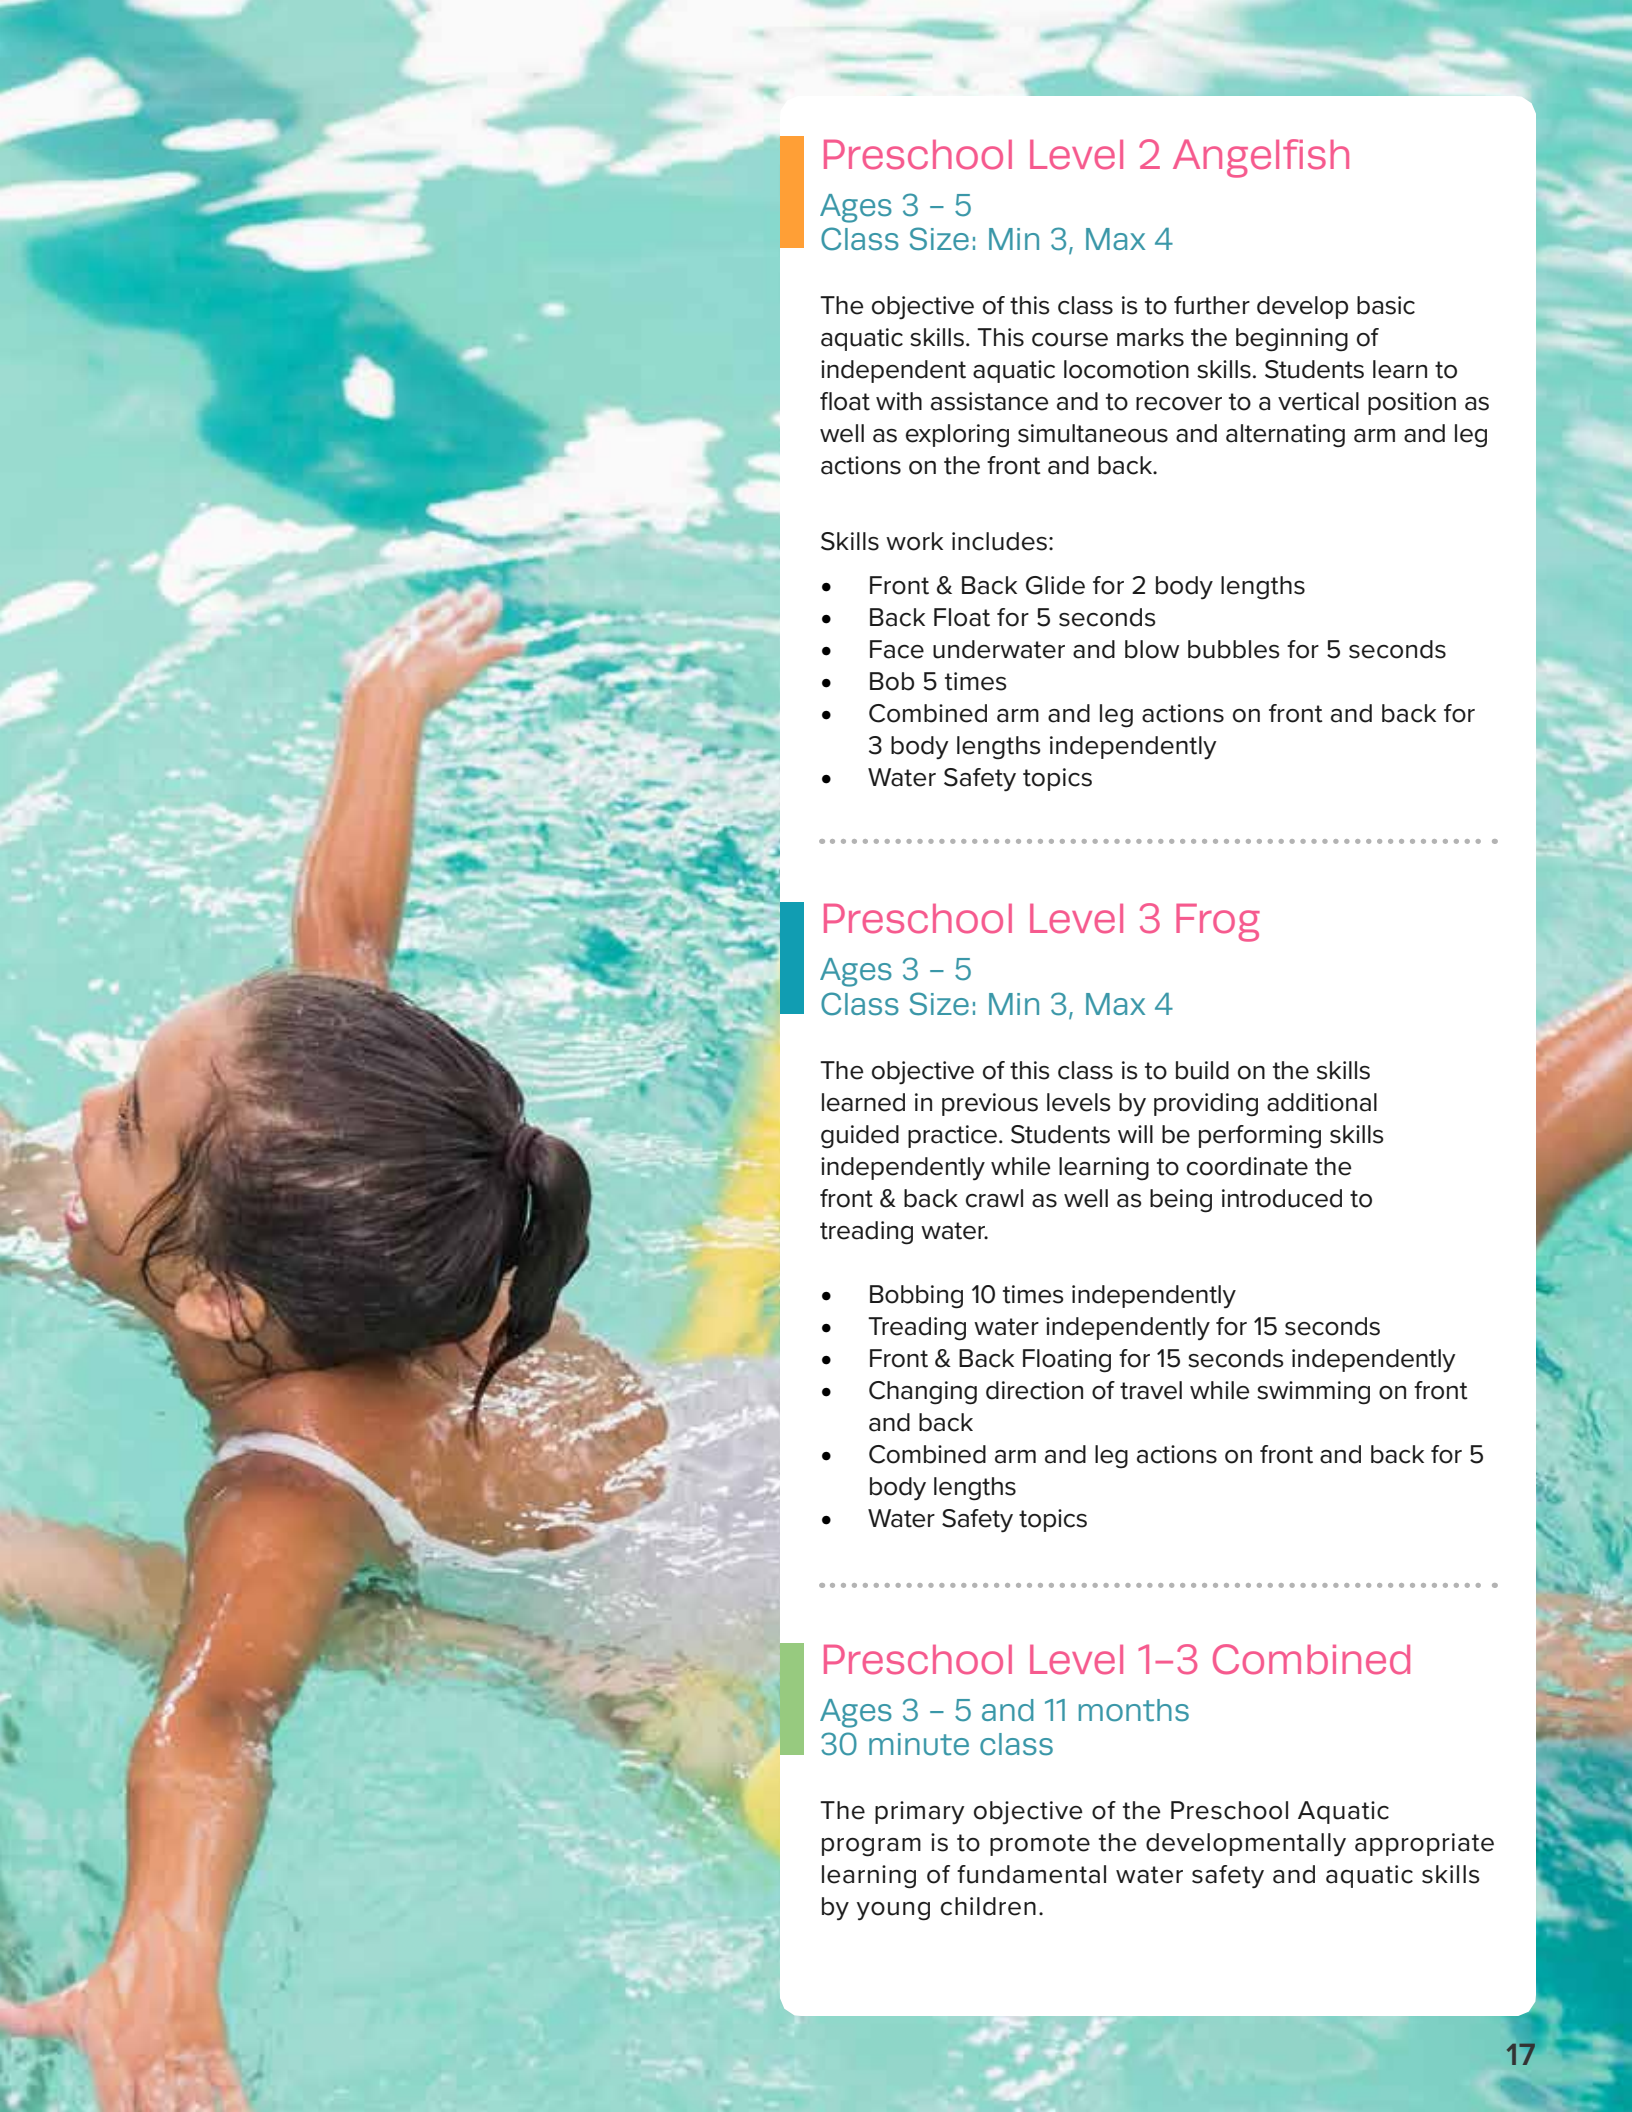 Preschool Level 2 Angelfish
Ages 3 – 5
Class Size: Min 3, Max 4
The objective of this class is to further develop basic
aquatic skills. This course marks the beginning of
independent aquatic locomotion skills. Students learn to
float with assistance and to recover to a vertical position as
well as exploring simultaneous and alternating arm and leg
actions on the front and back.
Skills work includes:
• Front & Back Glide for 2 body lengths
• Back Float for 5 seconds
• Face underwater and blow bubbles for 5 seconds
• Bob 5 times
• Combined arm and leg actions on front and back for
3 body lengths independently
• Water Safety topics
Preschool Level 3 Frog
Ages 3 – 5
Class Size: Min 3, Max 4
The objective of this class is to build on the skills
learned in previous levels by providing additional
guided practice. Students will be performing skills
independently while learning to coordinate the
front & back crawl as well as being introduced to
treading water.
• Bobbing 10 times independently
• Treading water independently for 15 seconds
• Front & Back Floating for 15 seconds independently
• Changing direction of travel while swimming on front
and back
• Combined arm and leg actions on front and back for 5
body lengths
• Water Safety topics
Preschool Level 1–3 Combined
Ages 3 – 5 and 11 months
30 minute class
The primary objective of the Preschool Aquatic
program is to promote the developmentally appropriate
learning of fundamental water safety and aquatic skills
by young children.
17